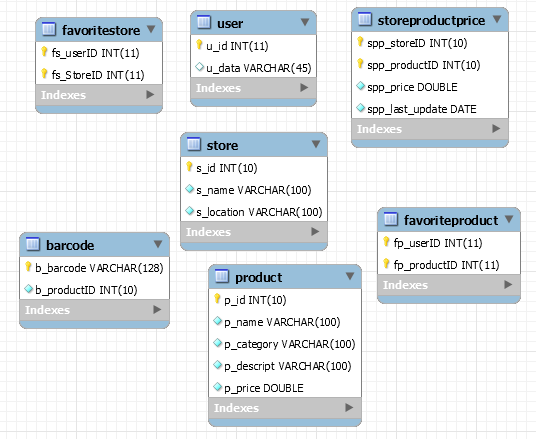 favoritestore
fs_userID INT(11)
fs_StoreID INT(11)
Indexes
user
u_id INT(11)
u_data VARCHAR(45)
Indexes
storeproductprice
spp_storeID INT(10)
spp_productID INT(10)
spp_price DOUBLE
spp_last_update DATE
Indexes
store
s_id INT(10)
s_name VARCHAR(100)
s_location VARCHAR(100)
Indexes
favoriteproduct
fp_userID INT(11)
fp_productID INT(11)
Indexes
barcode
b_barcode VARCHAR(128)
b_productID INT(10)
Indexes
product
p_id INT(10)
p_name VARCHAR(100)
p_category VARCHAR(100)
p_descript VARCHAR(100)
p_price DOUBLE
Indexes